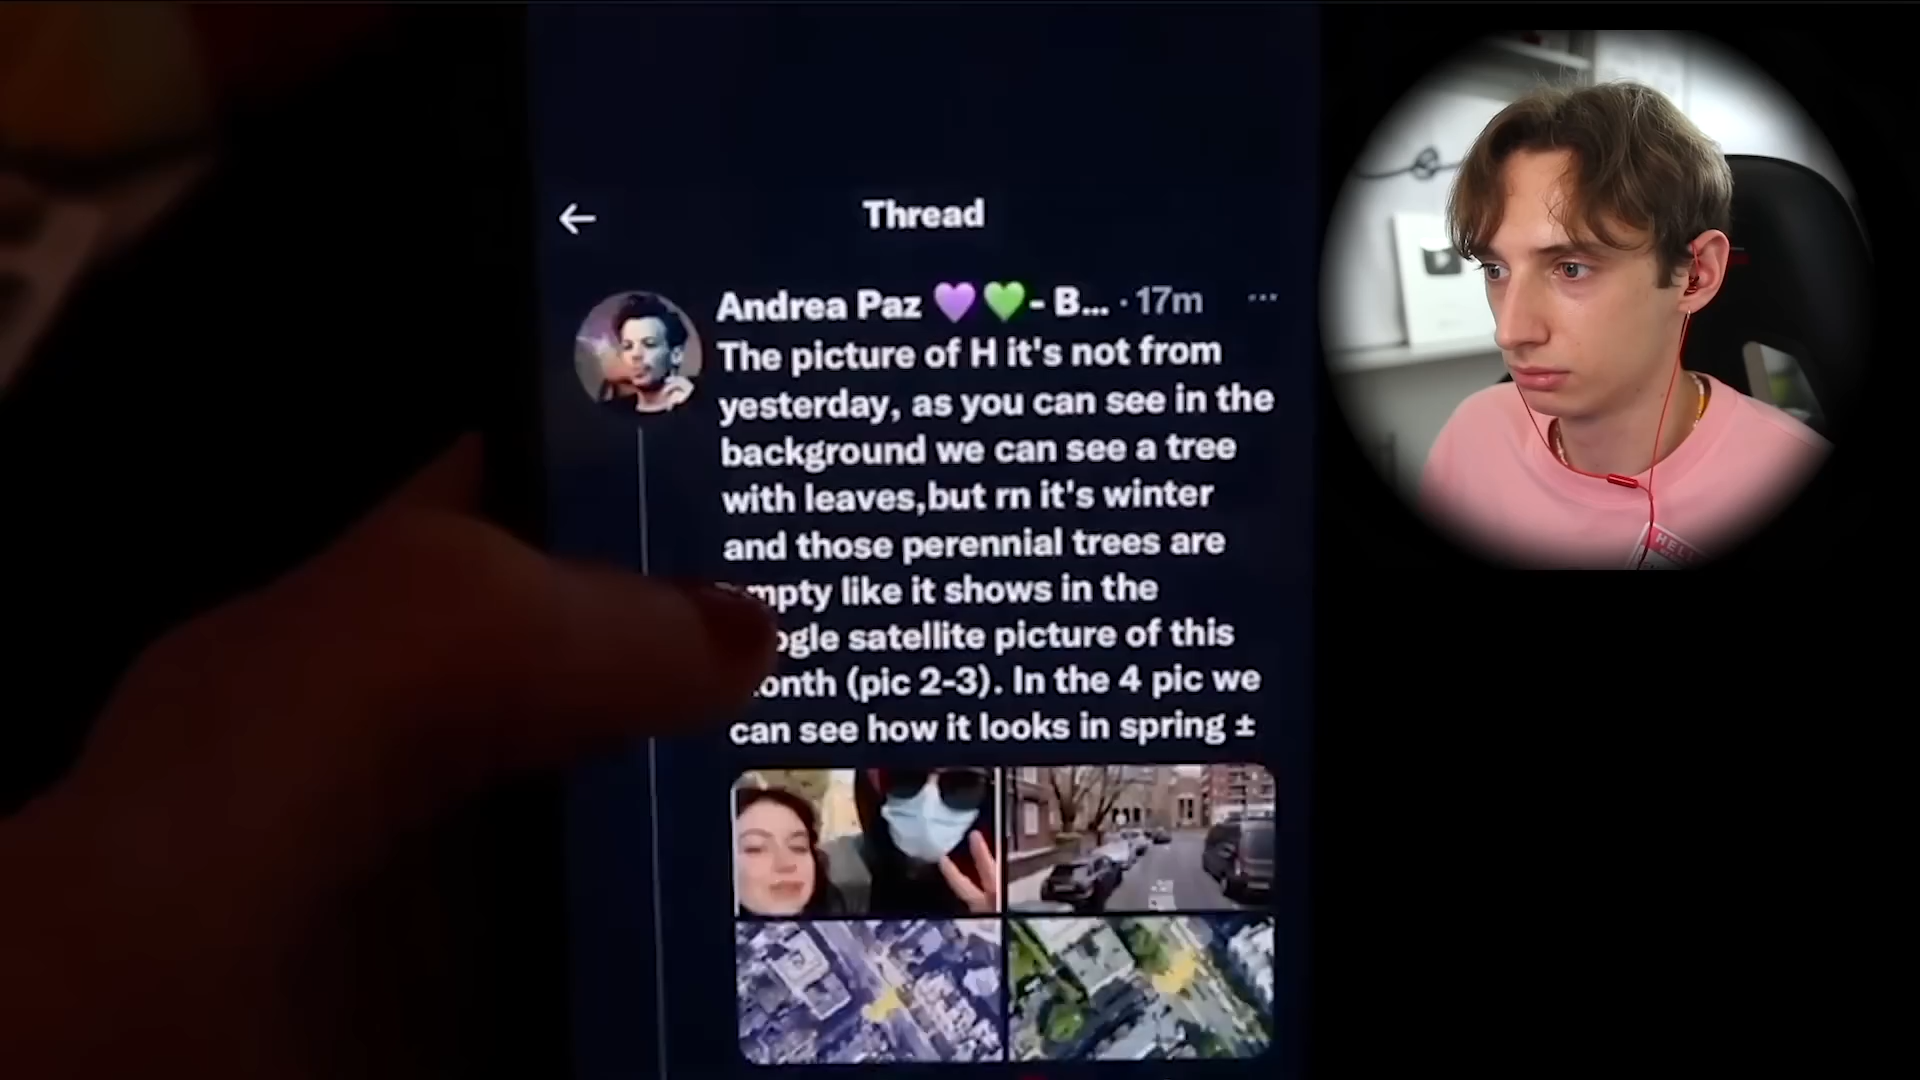 Thread
Andrea Paz 💜💚- B... · 17m
The picture of H it's not from
yesterday, as you can see in the
background we can see a tree
with leaves,but rn it's winter
and those perennial trees are
mpty like it shows in the
ogle satellite picture of this
onth (pic 2-3). In the 4 pic we
can see how it looks in spring ±
HELL